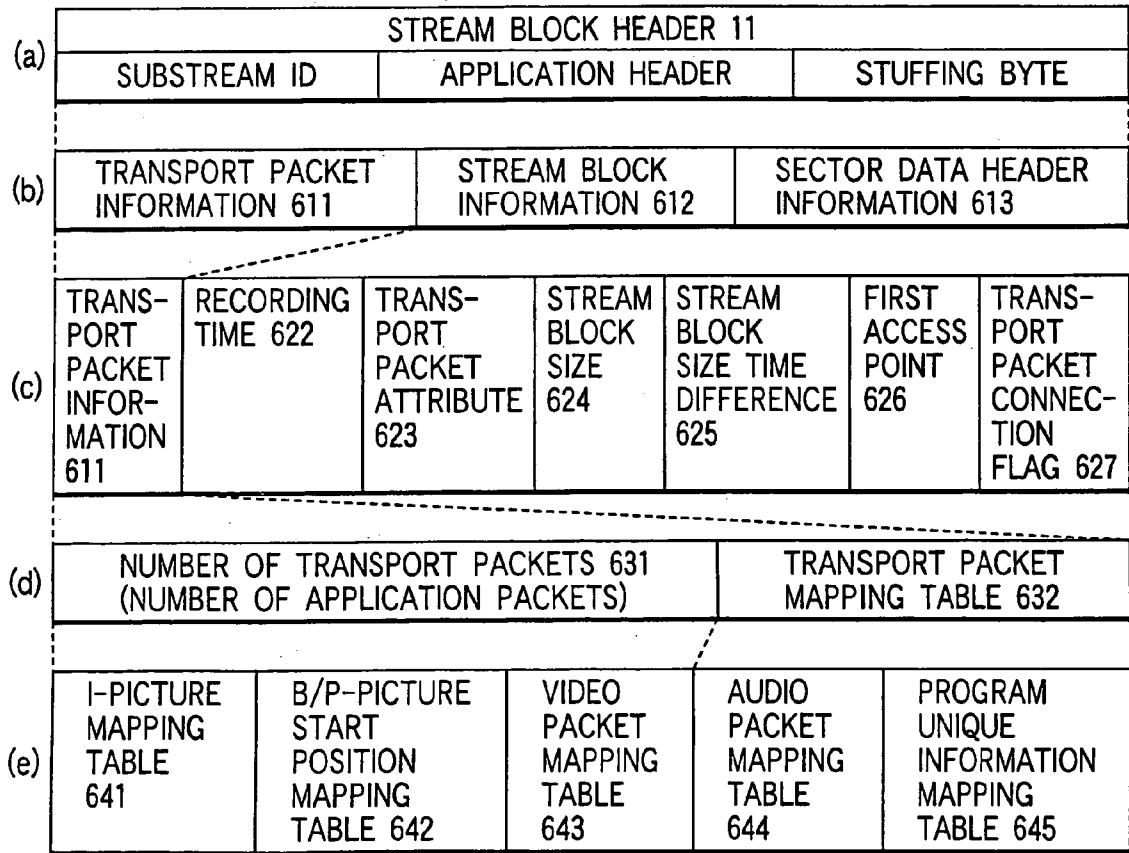 (a)
STREAM BLOCK HEADER 11
SUBSTREAM ID
APPLICATION HEADER
STUFFING BYTE
(b)
TRANSPORT PACKET
INFORMATION 611
STREAM BLOCK
INFORMATION 612
SECTOR DATA HEADER
INFORMATION 613
(c)
TRANS-
PORT
PACKET
INFOR-
MATION
611
RECORDING
TIME 622
TRANS-
PORT
PACKET
ATTRIBUTE
623
STREAM
BLOCK
SIZE
624
STREAM
BLOCK
SIZE TIME
DIFFERENCE
625
FIRST
ACCESS
POINT
626
TRANS-
PORT
PACKET
CONNEC-
TION
FLAG 627
(d)
NUMBER OF TRANSPORT PACKETS 631
(NUMBER OF APPLICATION PACKETS)
TRANSPORT PACKET
MAPPING TABLE 632
(e)
I-PICTURE
MAPPING
TABLE
641
B/P-PICTURE
START
POSITION
MAPPING
TABLE 642
VIDEO
PACKET
MAPPING
TABLE
643
AUDIO
PACKET
MAPPING
TABLE
644
PROGRAM
UNIQUE
INFORMATION
MAPPING
TABLE 645